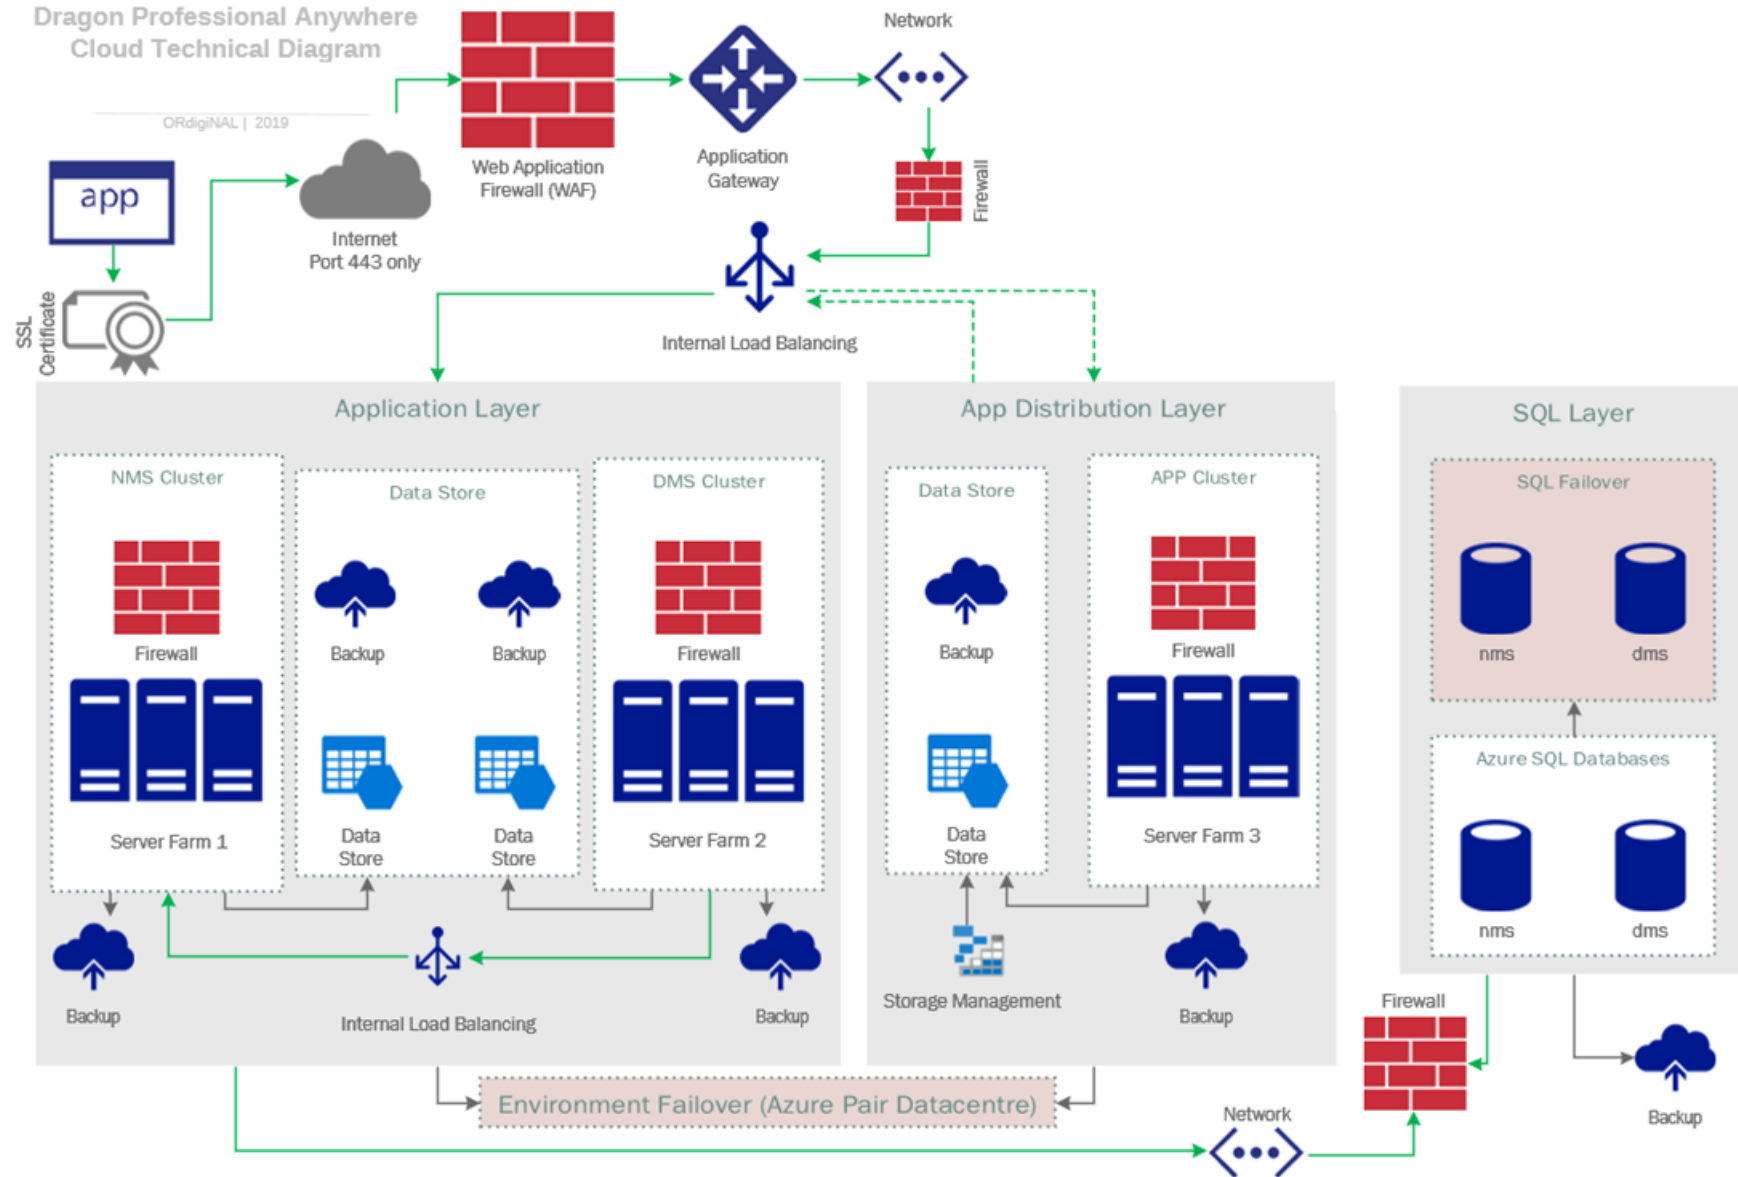 Dragon Professional Anywhere
Cloud Technical Diagram
ORdigiNAL | 2019
app
SSL
Certificate
Internet
Port 443 only
Web Application
Firewall (WAF)
Application
Gateway
Network
Firewall
Internal Load Balancing
Application Layer
NMS Cluster
Firewall
Server Farm 1
Backup
Data Store
Backup
Backup
Data
Store
Data
Store
DMS Cluster
Firewall
Server Farm 2
Backup
Internal Load Balancing
App Distribution Layer
Data Store
Backup
Data
Store
Storage Management
APP Cluster
Firewall
Server Farm 3
Backup
SQL Layer
SQL Failover
nms
dms
Azure SQL Databases
nms
dms
Firewall
Backup
Environment Failover (Azure Pair Datacentre)
Network